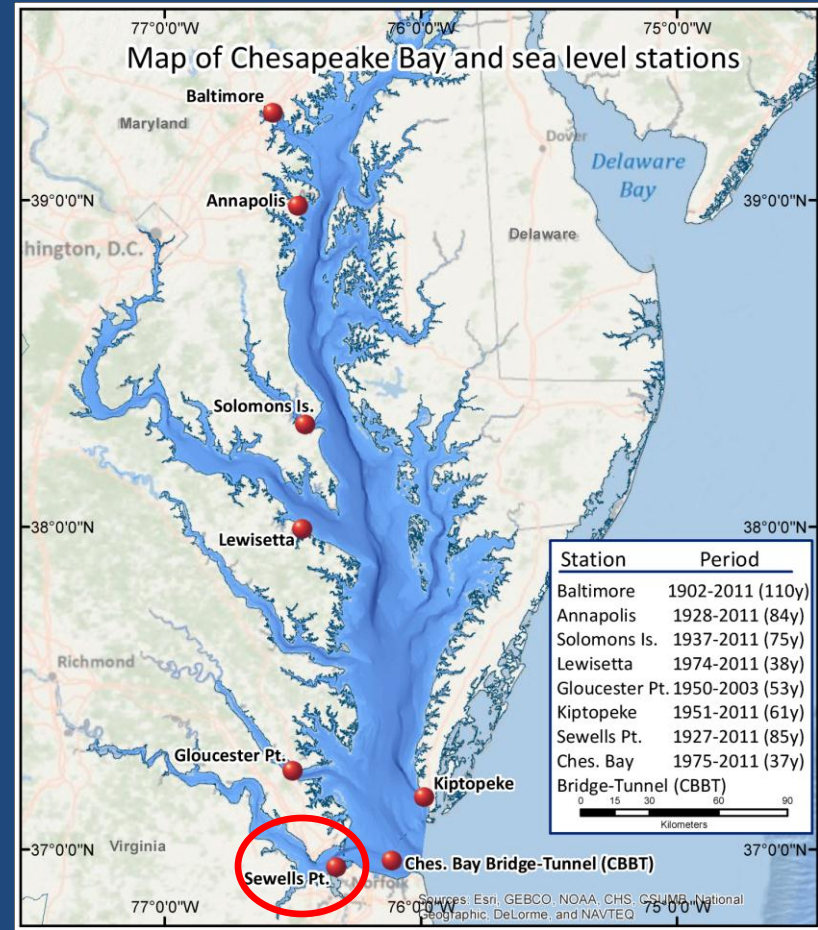 77°0'0"W
76°0'0"W
75°0'0"W
Map of Chesapeake Bay and sea level stations
Baltimore
Maryland
Dover
Delaware
Bay
39°0'0"N
39°0'0"N
Annapolis
Delaware
hington, D.C.
Solomons Is.
38°0'0"N
38°0'0"N
Lewisetta
Station Period
Baltimore 1902-2011 (110y)
Annapolis 1928-2011 (84y)
Solomons Is. 1937-2011 (75y)
Lewisetta 1974-2011 (38y)
Gloucester Pt. 1950-2003 (53y)
Kiptopeke 1951-2011 (61y)
Sewells Pt. 1927-2011 (85y)
Ches. Bay 1975-2011 (37y)
Bridge-Tunnel (CBBT)
0 15 30 60 90
Kilometers
Richmond
Gloucester Pt.
Kiptopeke
Virginia
37°0'0"N
37°0'0"N
Ches. Bay Bridge-Tunnel (CBBT)
Sewells Pt.
Norfolk
Sources: Esri, GEBCO, NOAA, CHS, CSUMB, National
Geographic, DeLorme, and NAVTEQ
77°0'0"W
76°0'0"W
75°0'0"W